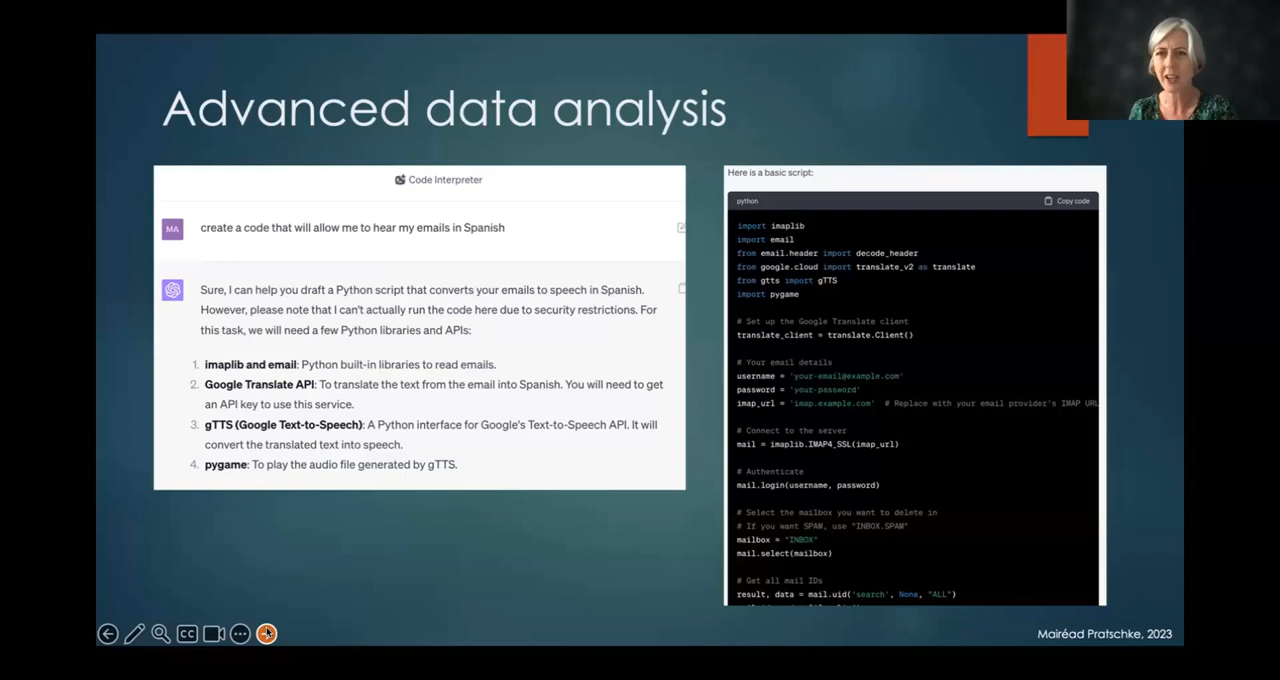 Advanced data analysis
Code Interpreter
MA
create a code that will allow me to hear my emails in Spanish
Sure, I can help you draft a Python script that converts your emails to speech in Spanish.
However, please note that I can't actually run the code here due to security restrictions. For
this task, we will need a few Python libraries and APIs:
1. imaplib and email: Python built-in libraries to read emails.
2. Google Translate API: To translate the text from the email into Spanish. You will need to get
an API key to use this service.
3. gTTS (Google Text-to-Speech): A Python interface for Google's Text-to-Speech API. It will
convert the translated text into speech.
4. pygame: To play the audio file generated by gTTS.
Here is a basic script:
python
Copy code
import imaplib
import email
from email.header import decode_header
from google.cloud import translate_v2 as translate
from gtts import gTTS
import pygame
# Set up the Google Translate client
translate_client = translate.Client()
# Your email details
username = 'your-email@example.com'
password = 'your-password'
imap_url = 'imap.example.com'  # Replace with your email provider's IMAP URL
# Connect to the server
mail = imaplib.IMAP4_SSL(imap_url)
# Authenticate
mail.login(username, password)
# Select the mailbox you want to delete in
# If you want SPAM, use "INBOX.SPAM"
mailbox = "INBOX"
mail.select(mailbox)
# Get all mail IDs
result, data = mail.uid('search', None, "ALL")
CC
Mairéad Pratschke, 2023